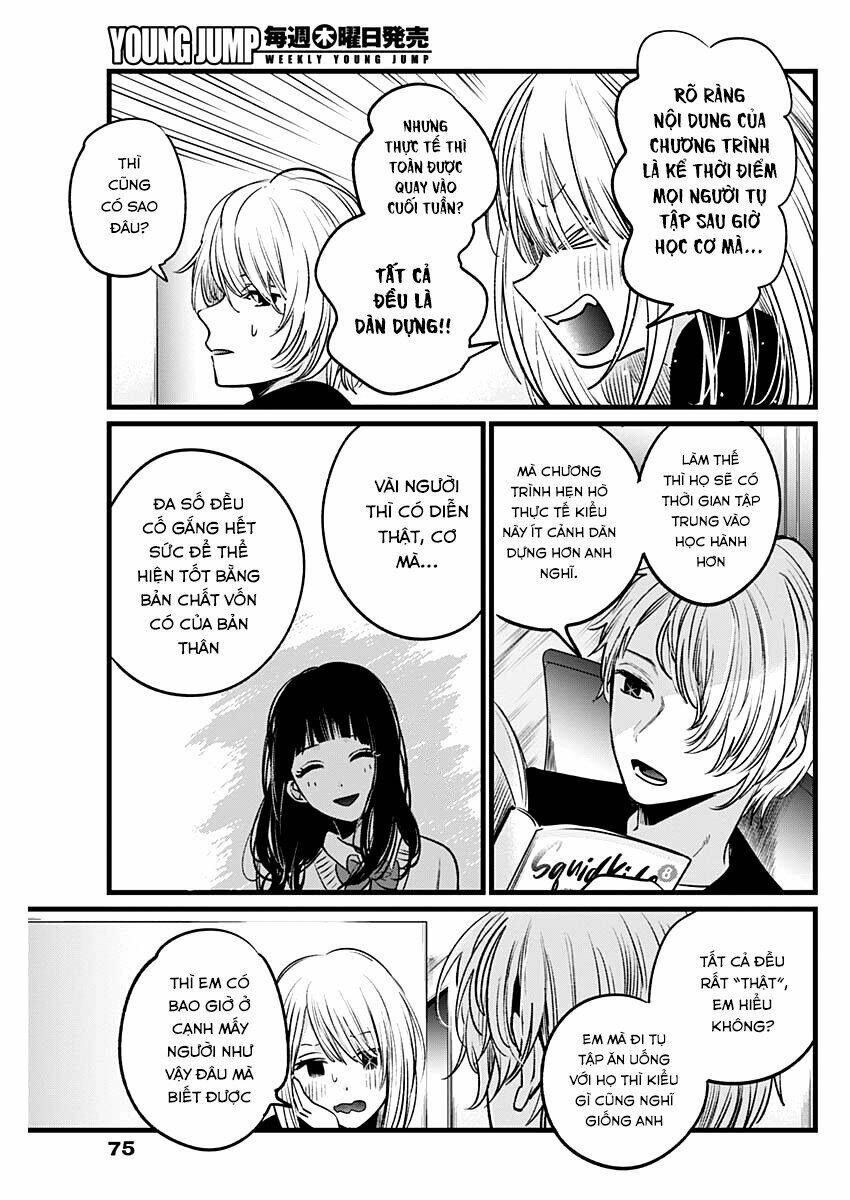 YOUNG JUMP 毎週木曜日発売
WEEKLY YOUNG JUMP
RÕ RÀNG
NỘI DUNG CỦA
CHƯƠNG TRÌNH
LÀ KỂ THỜI ĐIỂM
MỌI NGƯỜI TỤ
TẬP SAU GIỜ
HỌC CƠ MÀ...
NHƯNG
THỰC TẾ THÌ
TOÀN ĐƯỢC
QUAY VÀO
CUỐI TUẦN?
TẤT CẢ
ĐỀU LÀ
DÀN DỰNG!!
THÌ
CŨNG
CÓ SAO
ĐÂU?
LÀM THẾ
THÌ HỌ SẼ CÓ
THỜI GIAN TẬP
TRUNG VÀO
HỌC HÀNH
HƠN
MÀ CHƯƠNG
TRÌNH HẸN HÒ
THỰC TẾ KIỂU
NÀY ÍT CẢNH DÀN
DỰNG HƠN ANH
NGHĨ.
VÀI NGƯỜI
THÌ CÓ DIỄN
THẬT, CƠ
MÀ...
ĐA SỐ ĐỀU
CỐ GẮNG HẾT
SỨC ĐỂ THỂ
HIỆN TỐT BẰNG
BẢN CHẤT VỐN
CÓ CỦA BẢN
THÂN
8
TẤT CẢ ĐỀU
RẤT "THẬT",
EM HIỂU
KHÔNG?
EM MÀ ĐI TỤ
TẬP ĂN UỐNG
VỚI HỌ THÌ KIỂU
GÌ CŨNG NGHĨ
GIỐNG ANH
THÌ EM CÓ
BAO GIỜ Ở
CẠNH MẤY
NGƯỜI NHƯ
VẬY ĐÂU MÀ
BIẾT ĐƯỢC
75